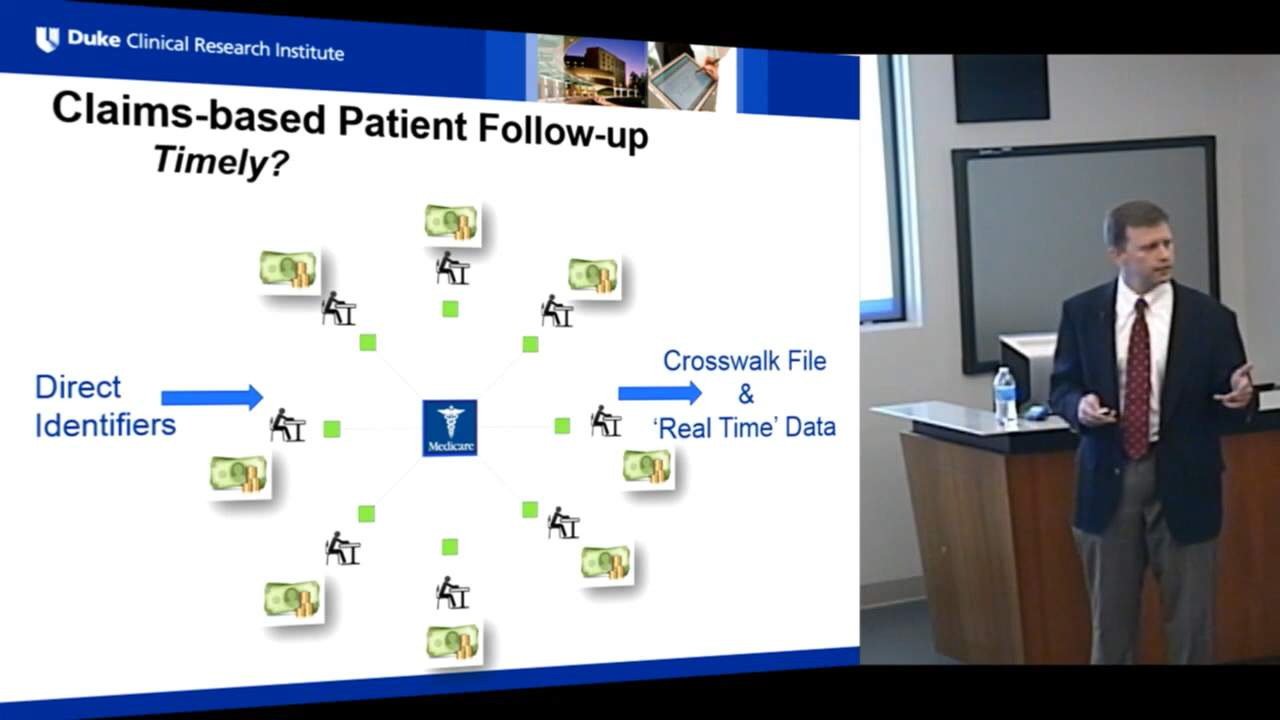 Duke Clinical Research Institute
Claims-based Patient Follow-up
Timely?
Direct
Identifiers
Medicare
Crosswalk File
&
‘Real Time’ Data